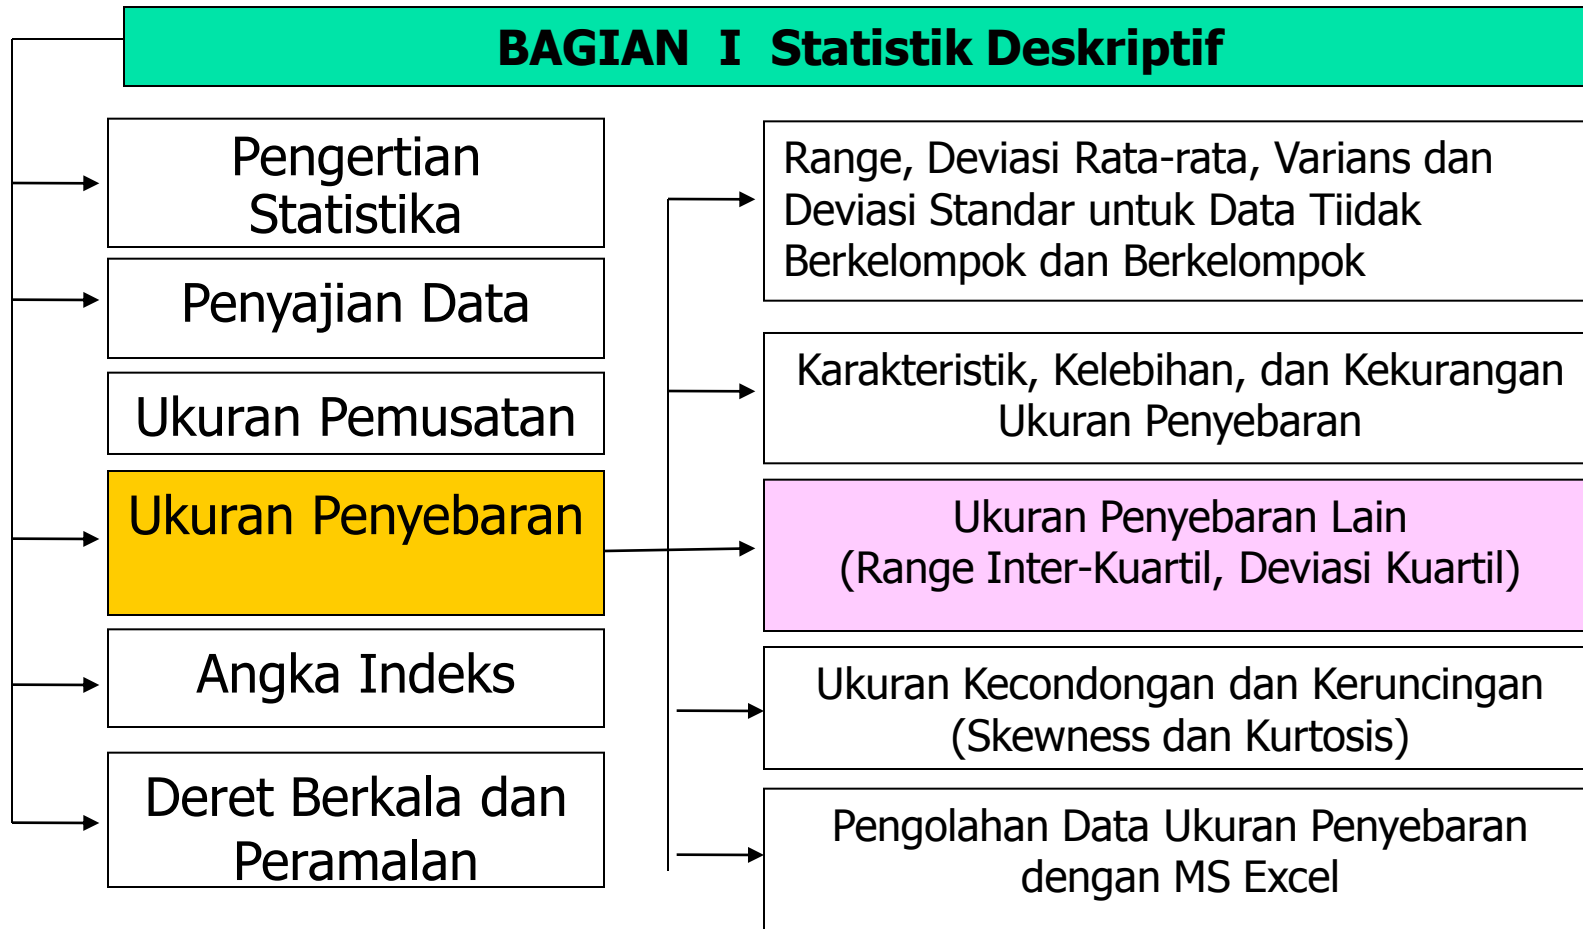 BAGIAN I Statistik Deskriptif
Pengertian
Statistika
Penyajian Data
Ukuran Pemusatan
Ukuran Penyebaran
Angka Indeks
Deret Berkala dan
Peramalan
Range, Deviasi Rata-rata, Varians dan
Deviasi Standar untuk Data Tiidak
Berkelompok dan Berkelompok
Karakteristik, Kelebihan, dan Kekurangan
Ukuran Penyebaran
Ukuran Penyebaran Lain
(Range Inter-Kuartil, Deviasi Kuartil)
Ukuran Kecondongan dan Keruncingan
(Skewness dan Kurtosis)
Pengolahan Data Ukuran Penyebaran
dengan MS Excel